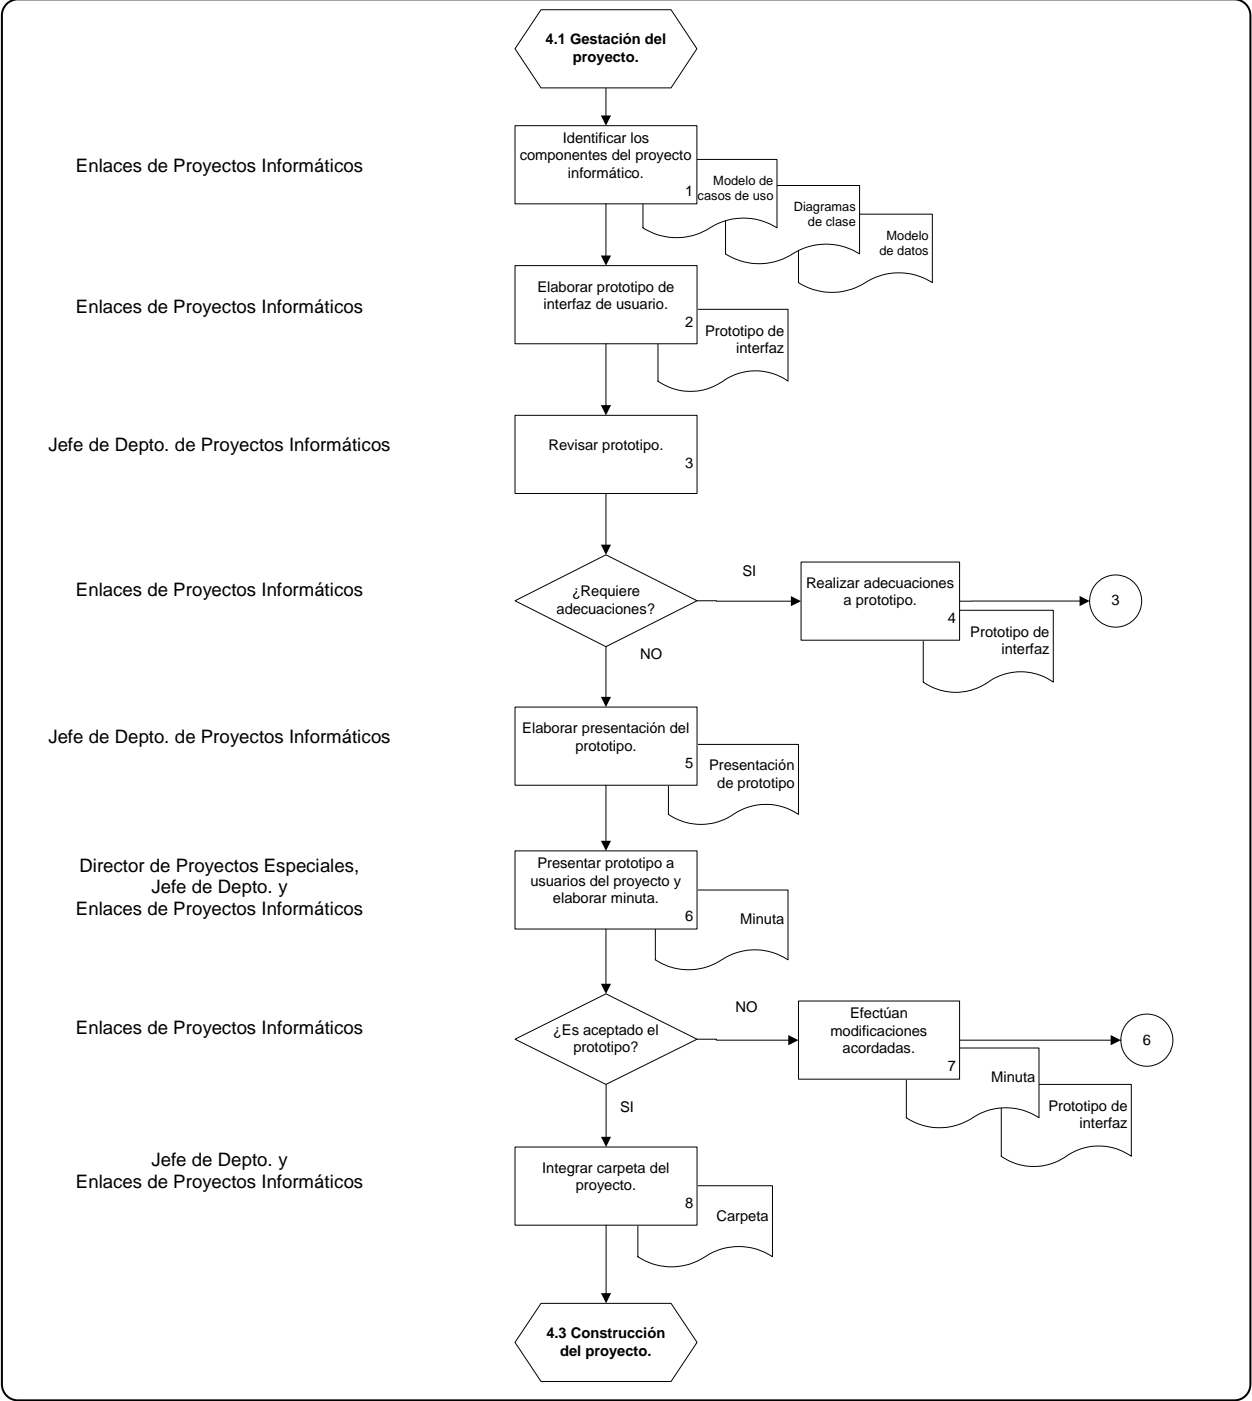 4.1 Gestación del
proyecto.
Enlaces de Proyectos Informáticos
Identificar los
componentes del proyecto
informático.
1
Modelo de
casos de uso
Diagramas
de clase
Modelo
de datos
Enlaces de Proyectos Informáticos
Elaborar prototipo de
interfaz de usuario.
2
Prototipo de
interfaz
Jefe de Depto. de Proyectos Informáticos
Revisar prototipo.
3
Enlaces de Proyectos Informáticos
¿Requiere
adecuaciones?
SI
Realizar adecuaciones
a prototipo.
4
Prototipo de
interfaz
3
NO
Jefe de Depto. de Proyectos Informáticos
Elaborar presentación del
prototipo.
5
Presentación
de prototipo
Director de Proyectos Especiales,
Jefe de Depto. y
Enlaces de Proyectos Informáticos
Presentar prototipo a
usuarios del proyecto y
elaborar minuta.
6
Minuta
Enlaces de Proyectos Informáticos
¿Es aceptado el
prototipo?
NO
Efectúan
modificaciones
acordadas.
7
Minuta
Prototipo de
interfaz
6
SI
Jefe de Depto. y
Enlaces de Proyectos Informáticos
Integrar carpeta del
proyecto.
8
Carpeta
4.3 Construcción
del proyecto.